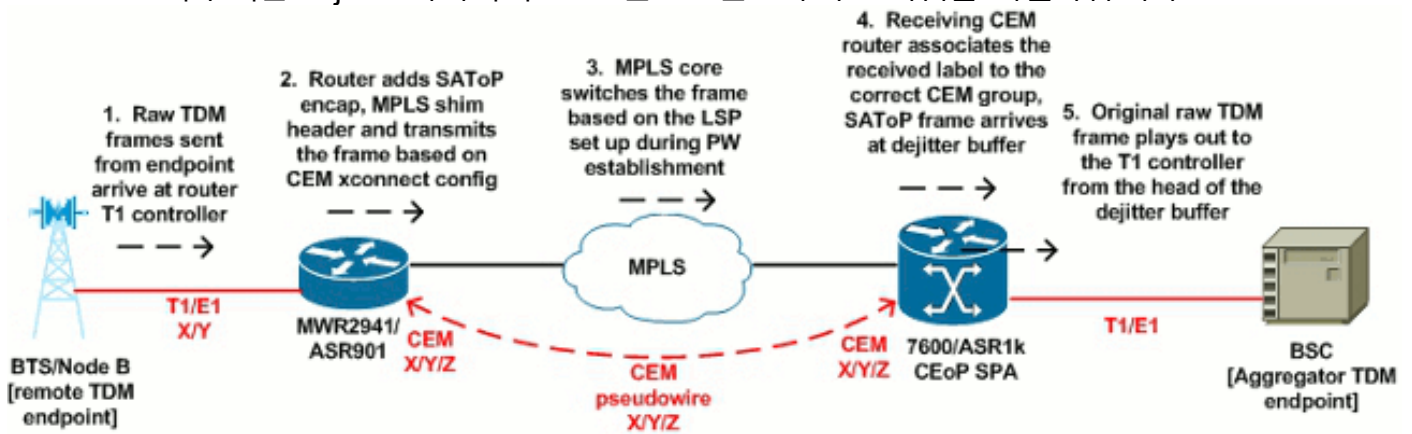 1. Raw TDM
frames sent
from endpoint
arrive at router
T1 controller
2. Router adds SAToP
encap, MPLS shim
header and transmits
the frame based on
CEM xconnect config
3. MPLS core
switches the frame
based on the LSP
set up during PW
establishment
4. Receiving CEM
router associates the
received label to the
correct CEM group,
SAToP frame arrives
at dejitter buffer
5. Original raw TDM
frame plays out to
the T1 controller
from the head of the
dejitter buffer
MPLS
T1/E1
X/Y
MWR2941/
ASR901
CEM
X/Y/Z
CEM
pseudowire
X/Y/Z
CEM
X/Y/Z
7600/ASR1k
CEoP SPA
T1/E1
BTS/Node B
[remote TDM
endpoint]
BSC
[Aggregator TDM
endpoint]